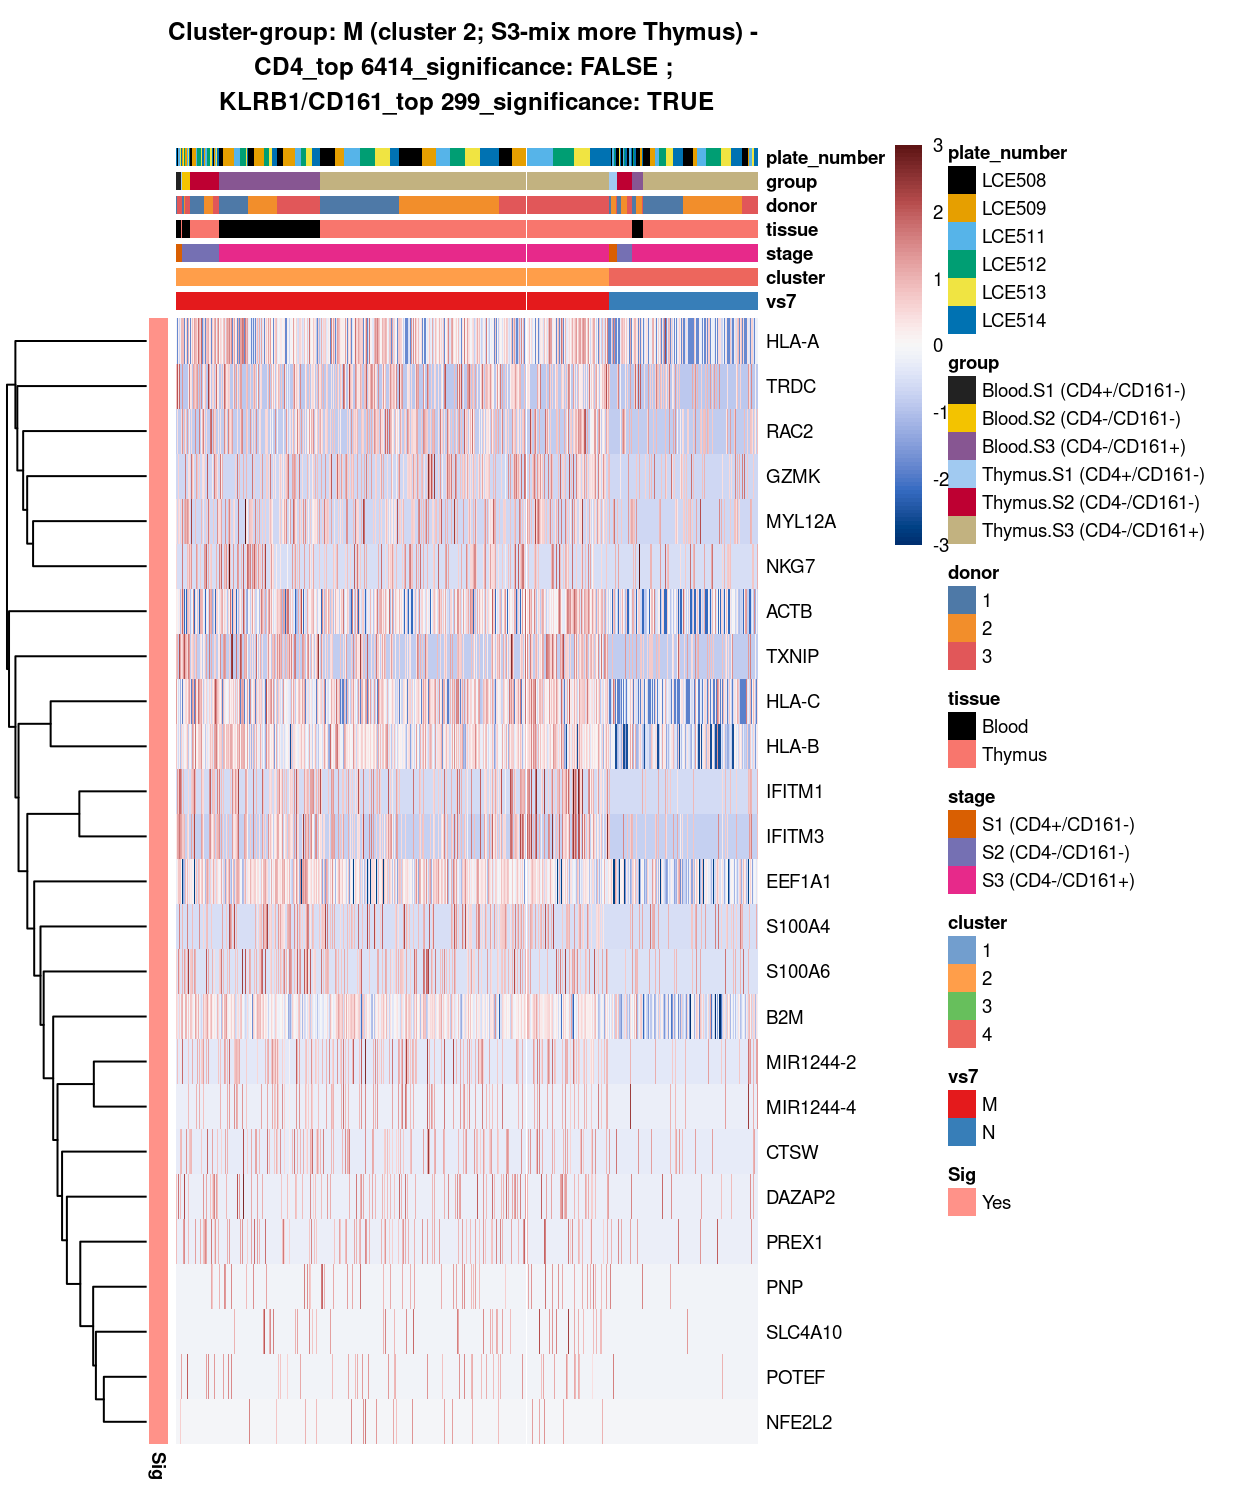 Cluster-group: M (cluster 2; S3-mix more Thymus) -
CD4_top 6414_significance: FALSE ;
KLRB1/CD161_top 299_significance: TRUE
plate_number
group
donor
tissue
stage
cluster
vs7
HLA-A
TRDC
RAC2
GZMK
MYL12A
NKG7
ACTB
TXNIP
HLA-C
HLA-B
IFITM1
IFITM3
EEF1A1
S100A4
S100A6
B2M
MIR1244-2
MIR1244-4
CTSW
DAZAP2
PREX1
PNP
SLC4A10
POTEF
NFE2L2
Sig
3
2
1
0
-1
-2
-3
plate_number
LCE508
LCE509
LCE511
LCE512
LCE513
LCE514
group
Blood.S1 (CD4+/CD161-)
Blood.S2 (CD4-/CD161-)
Blood.S3 (CD4-/CD161+)
Thymus.S1 (CD4+/CD161-)
Thymus.S2 (CD4-/CD161-)
Thymus.S3 (CD4-/CD161+)
donor
1
2
3
tissue
Blood
Thymus
stage
S1 (CD4+/CD161-)
S2 (CD4-/CD161-)
S3 (CD4-/CD161+)
cluster
1
2
3
4
vs7
M
N
Sig
Yes